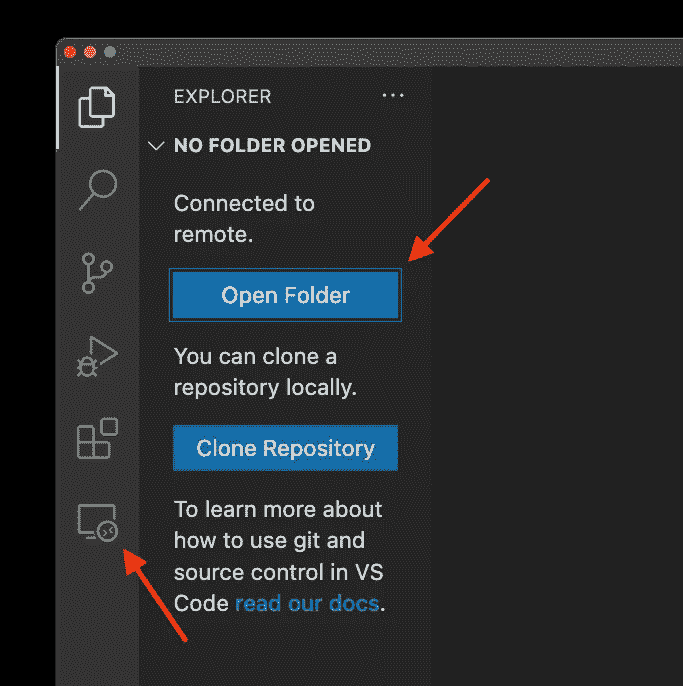 EXPLORER
NO FOLDER OPENED
Connected to
remote.
Open Folder
You can clone a
repository locally.
Clone Repository
To learn more about
how to use git and
source control in VS
Code read our docs.